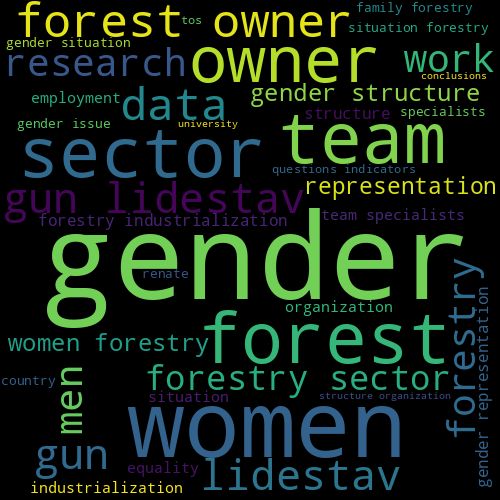 forest owner
tos
family forestry
situation forestry
gender situation
research
owner
work
conclusions
employment
data
gender structure
structure
specialists
gender issue
university
sector
team
questions indicators
gun lidestav
representation
forestry industrialization
team specialists
gender
renate
organization
women forestry
forest
forestry
gender representation
country
men
situation
forestry sector
structure organization
women
gun
equality
lidestav
industrialization